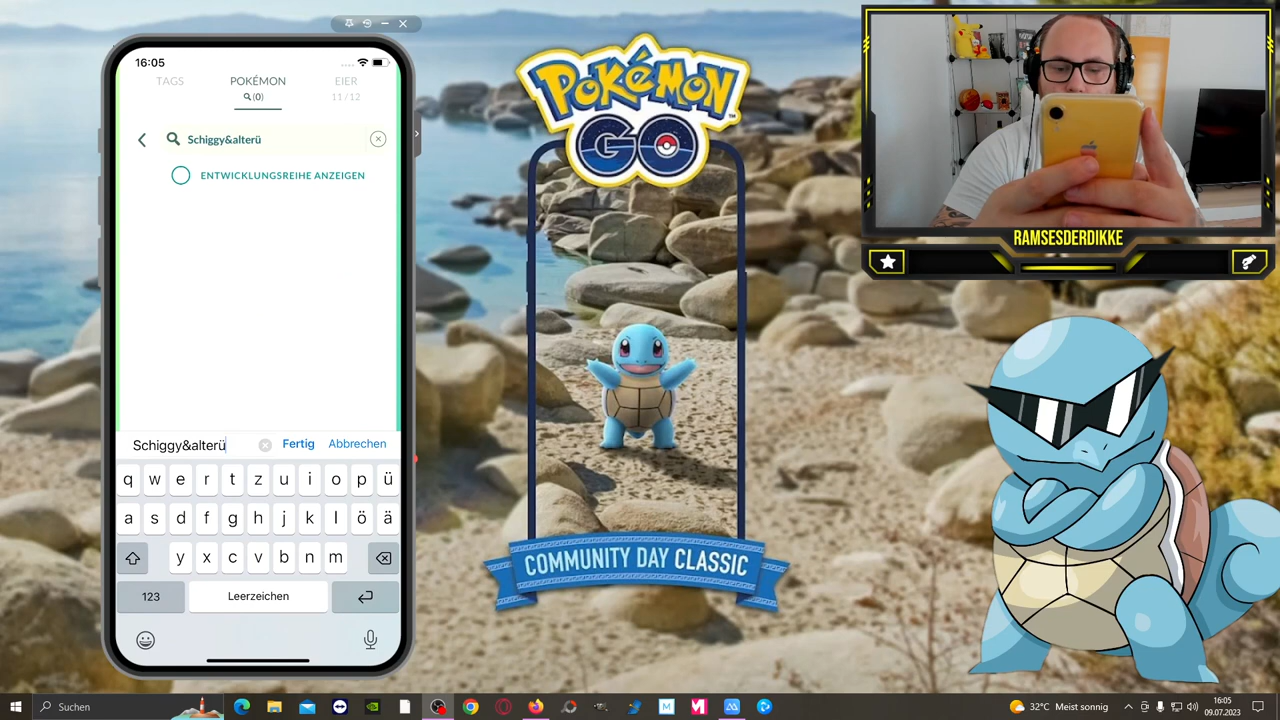 16:05
TAGS
POKÉMON
(0)
EIER
11 / 12
Schiggy&alterü
ENTWICKLUNGSREIHE ANZEIGEN
Schiggy&alterü
Fertig
Abbrechen
q w e r t z u i o p ü
a s d f g h j k l ö ä
y x c v b n m
123
Leerzeichen
POKÉMON
GO
TM
COMMUNITY DAY CLASSIC
RAMSESDERDIKKE
Suchen
32°C Meist sonnig
16:05
09.07.2023